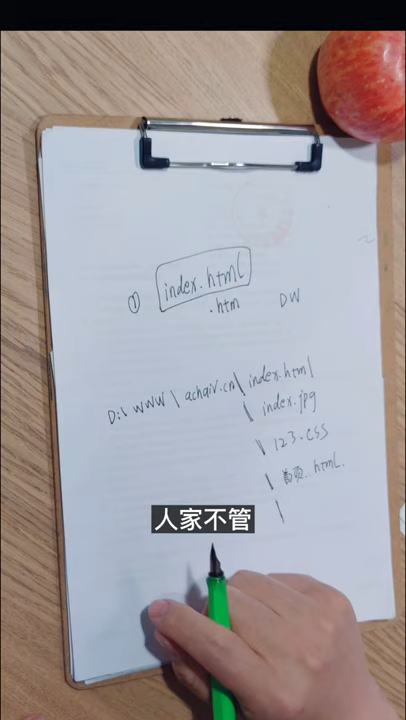 ① index.html
.htm DW
D:\ WWW \ achair.cn\ index.html
\ index.jpg
\ 123.css
\ 首页.html.
\
人家不管